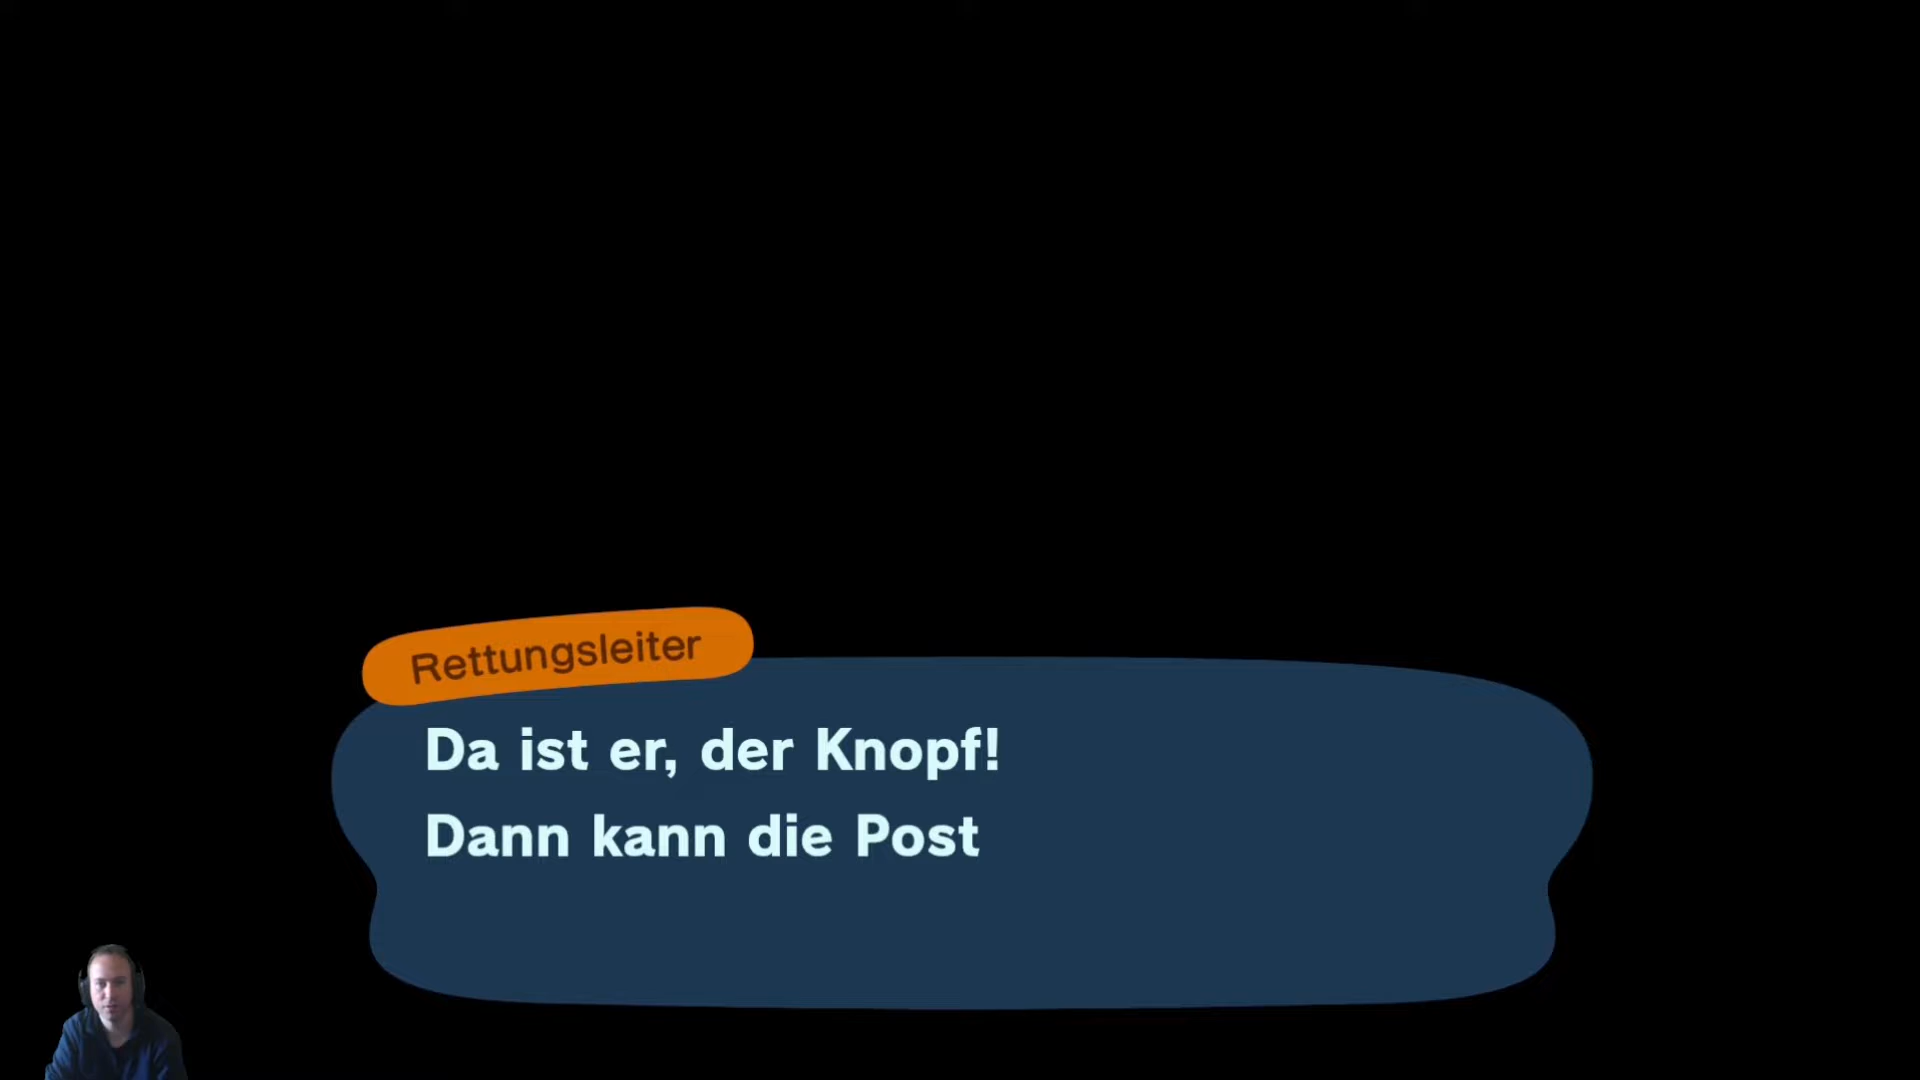 Rettungsleiter
Da ist er, der Knopf!
Dann kann die Post